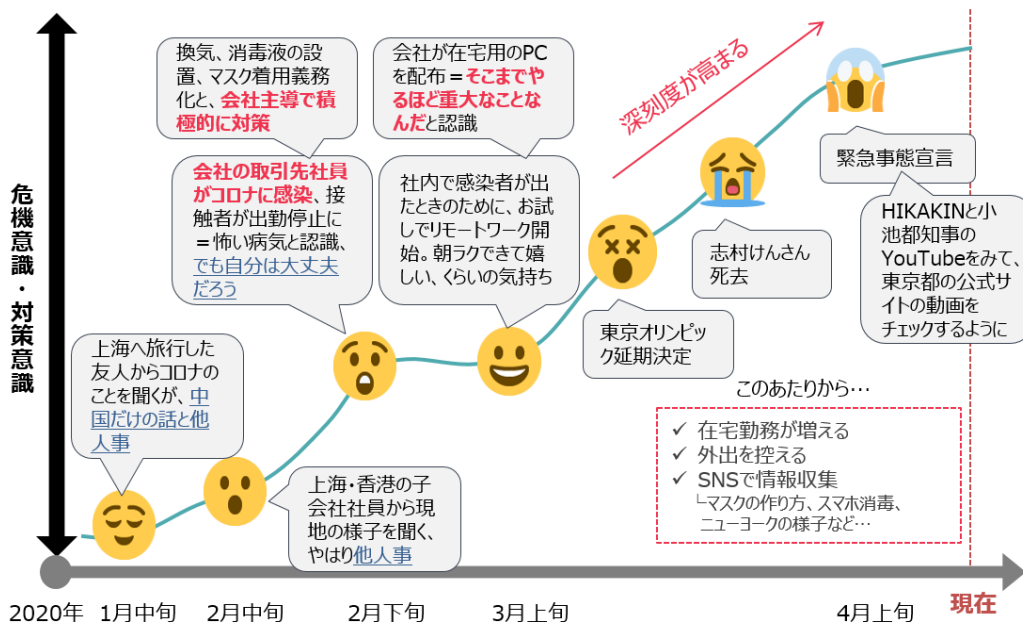 危機意識・対策意識
換気、消毒液の設
置、マスク着用義務
化と、会社主導で積
極的に対策
会社が在宅用のPC
を配布＝そこまでや
るほど重大なことな
んだと認識
深刻度が高まる
会社の取引先社員
がコロナに感染、接
触者が出勤停止に
＝怖い病気と認識、
でも自分は大丈夫
だろう
社内で感染者が出
たときのために、お試
しでリモートワーク開
始。朝ラクできて嬉
しい、くらいの気持ち
緊急事態宣言
HIKAKINと小
池都知事の
YouTubeをみて、
東京都の公式サ
イトの動画を
チェックするように
志村けんさん
死去
東京オリンピッ
ク延期決定
上海へ旅行した
友人からコロナの
ことを聞くが、中
国だけの話と他
人事
上海・香港の子
会社社員から現
地の様子を聞く、
やはり他人事
このあたりから…
✓ 在宅勤務が増える
✓ 外出を控える
✓ SNSで情報収集
└マスクの作り方、スマホ消毒、
ニューヨークの様子など…
2020年 1月中旬 2月中旬 2月下旬 3月上旬 4月上旬 現在